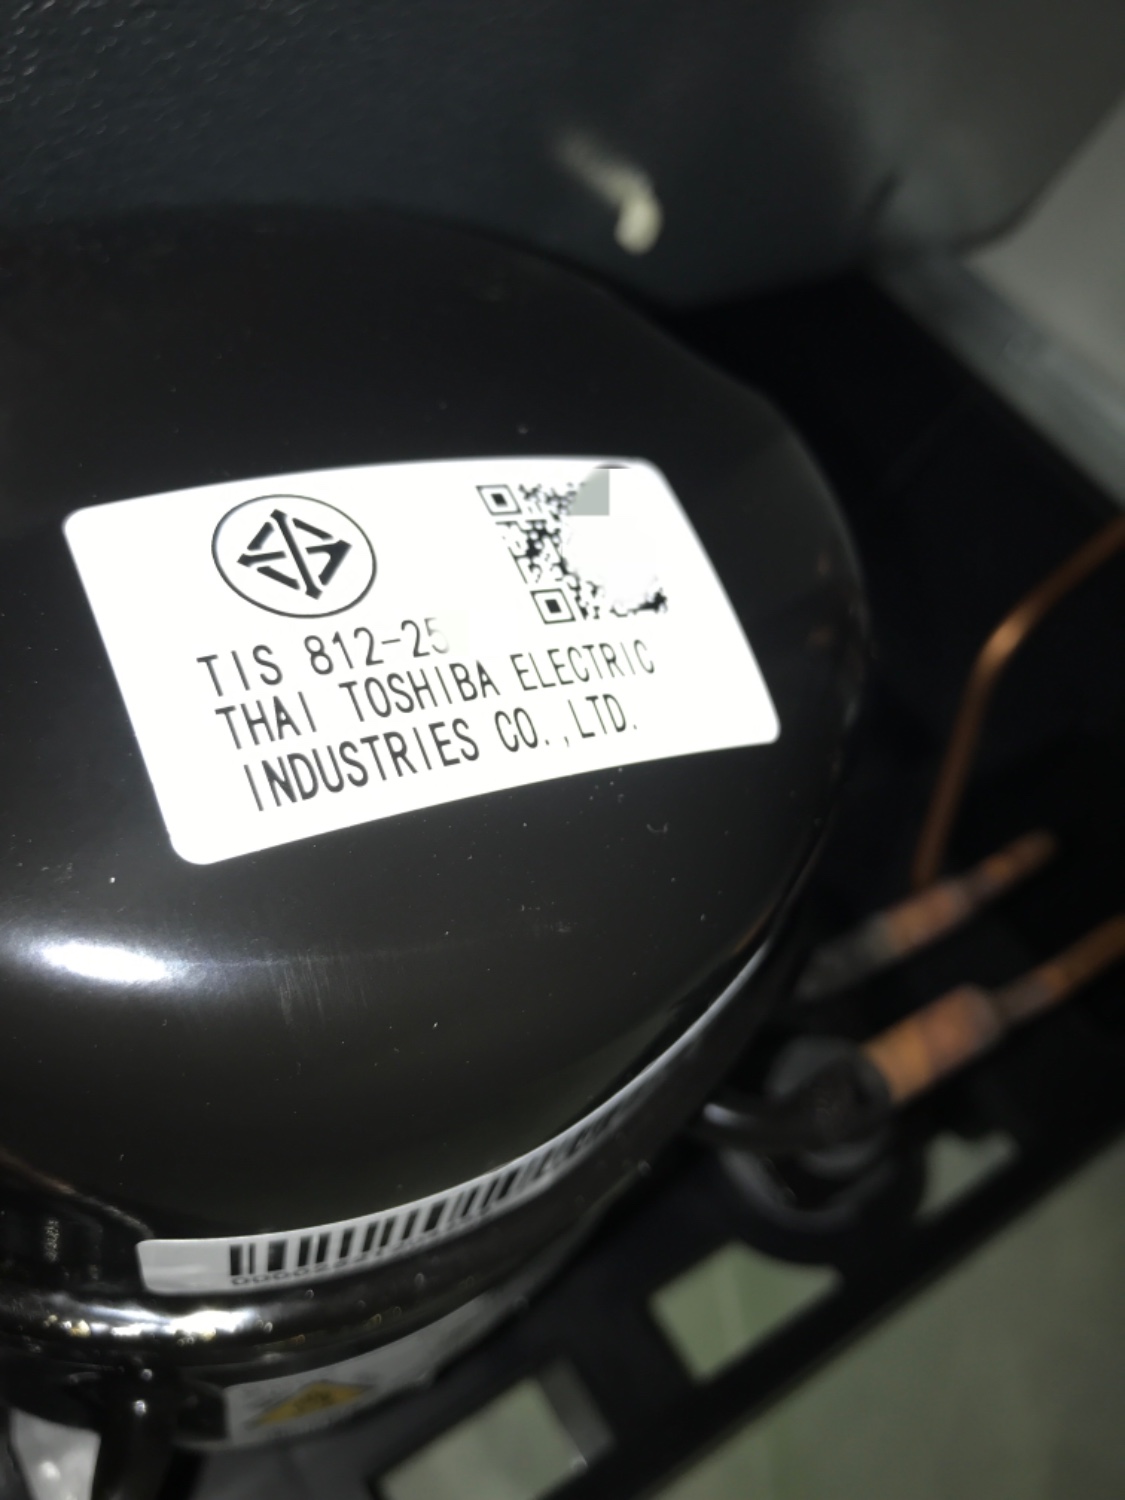 TIS 812-25
THAI TOSHIBA ELECTRIC
INDUSTRIES CO.,LTD.